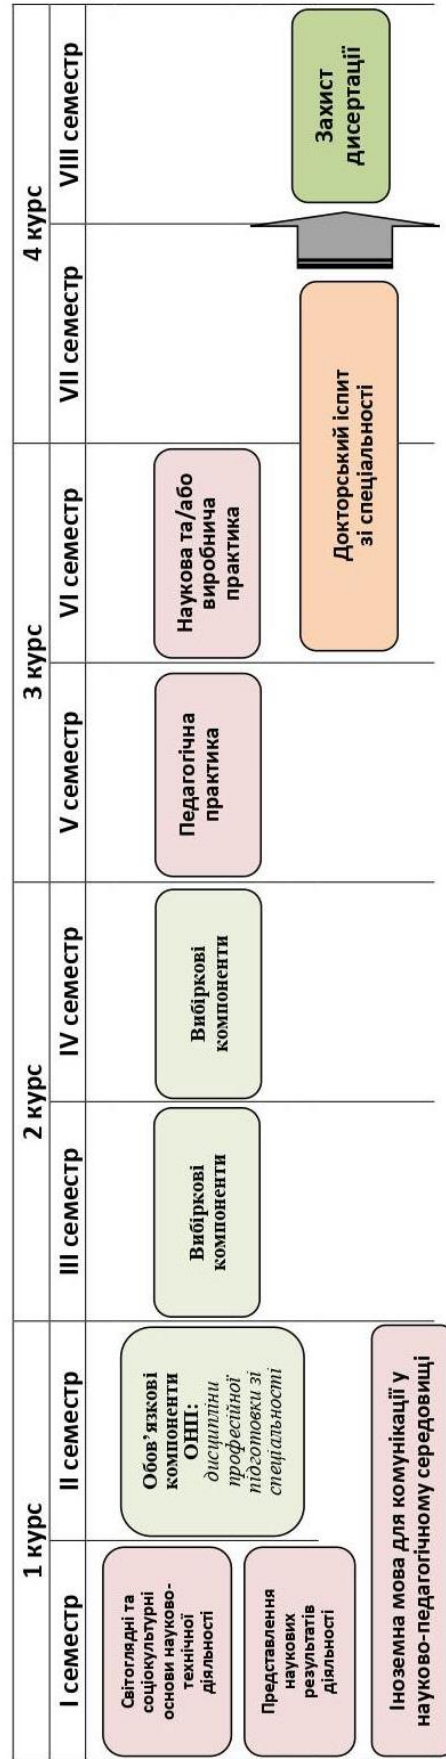 1 курс
2 курс
3 курс
4 курс
I семестр
II семестр
III семестр
IV семестр
V семестр
VI семестр
VII семестр
VIII семестр
Світоглядні та
соціокультурні
основи науково-
технічної
діяльності
Представлення
наукових
результатів
діяльності
Іноземна мова для комунікації у
науково-педагогічному середовищі
Обов’язкові
компоненти
ОНП:
дисципліни
професійної
підготовки зі
спеціальності
Вибіркові
компоненти
Вибіркові
компоненти
Педагогічна
практика
Наукова та/або
виробнича
практика
Докторський іспит
зі спеціальності
Захист
дисертації